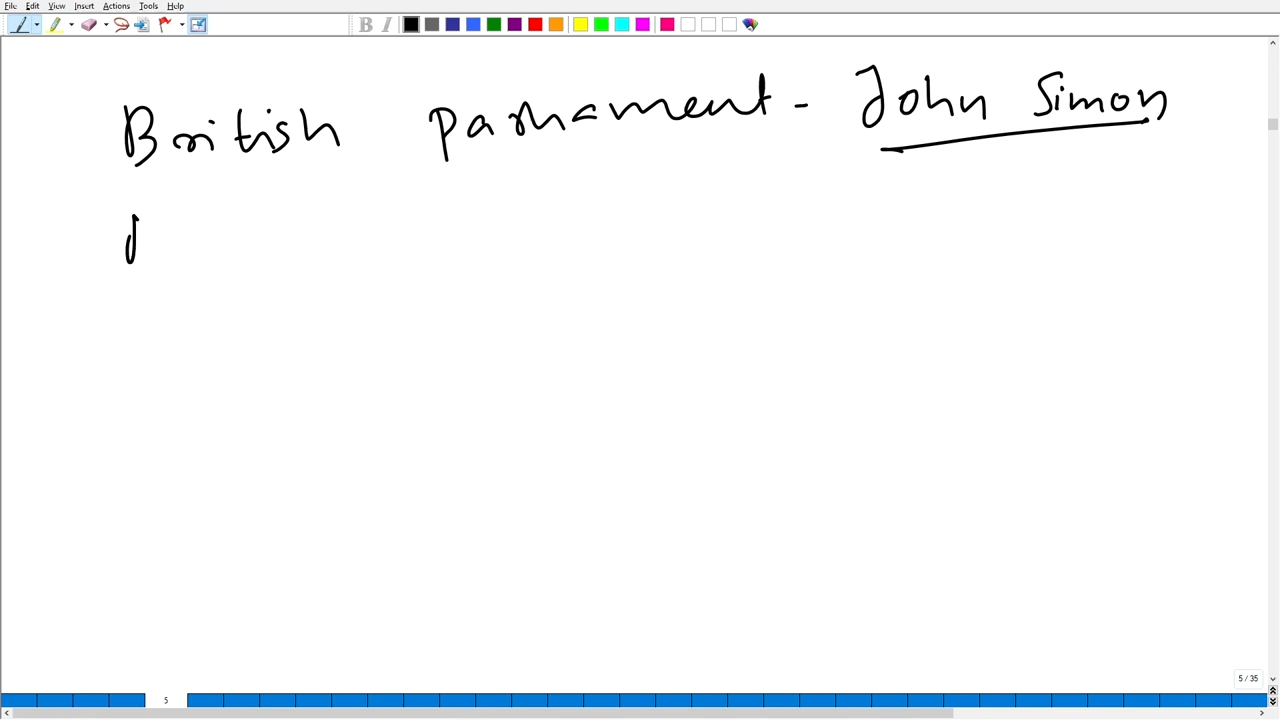 File Edit View Insert Actions Tools Help
B I
British Parliament - John Simon
5 / 35
5